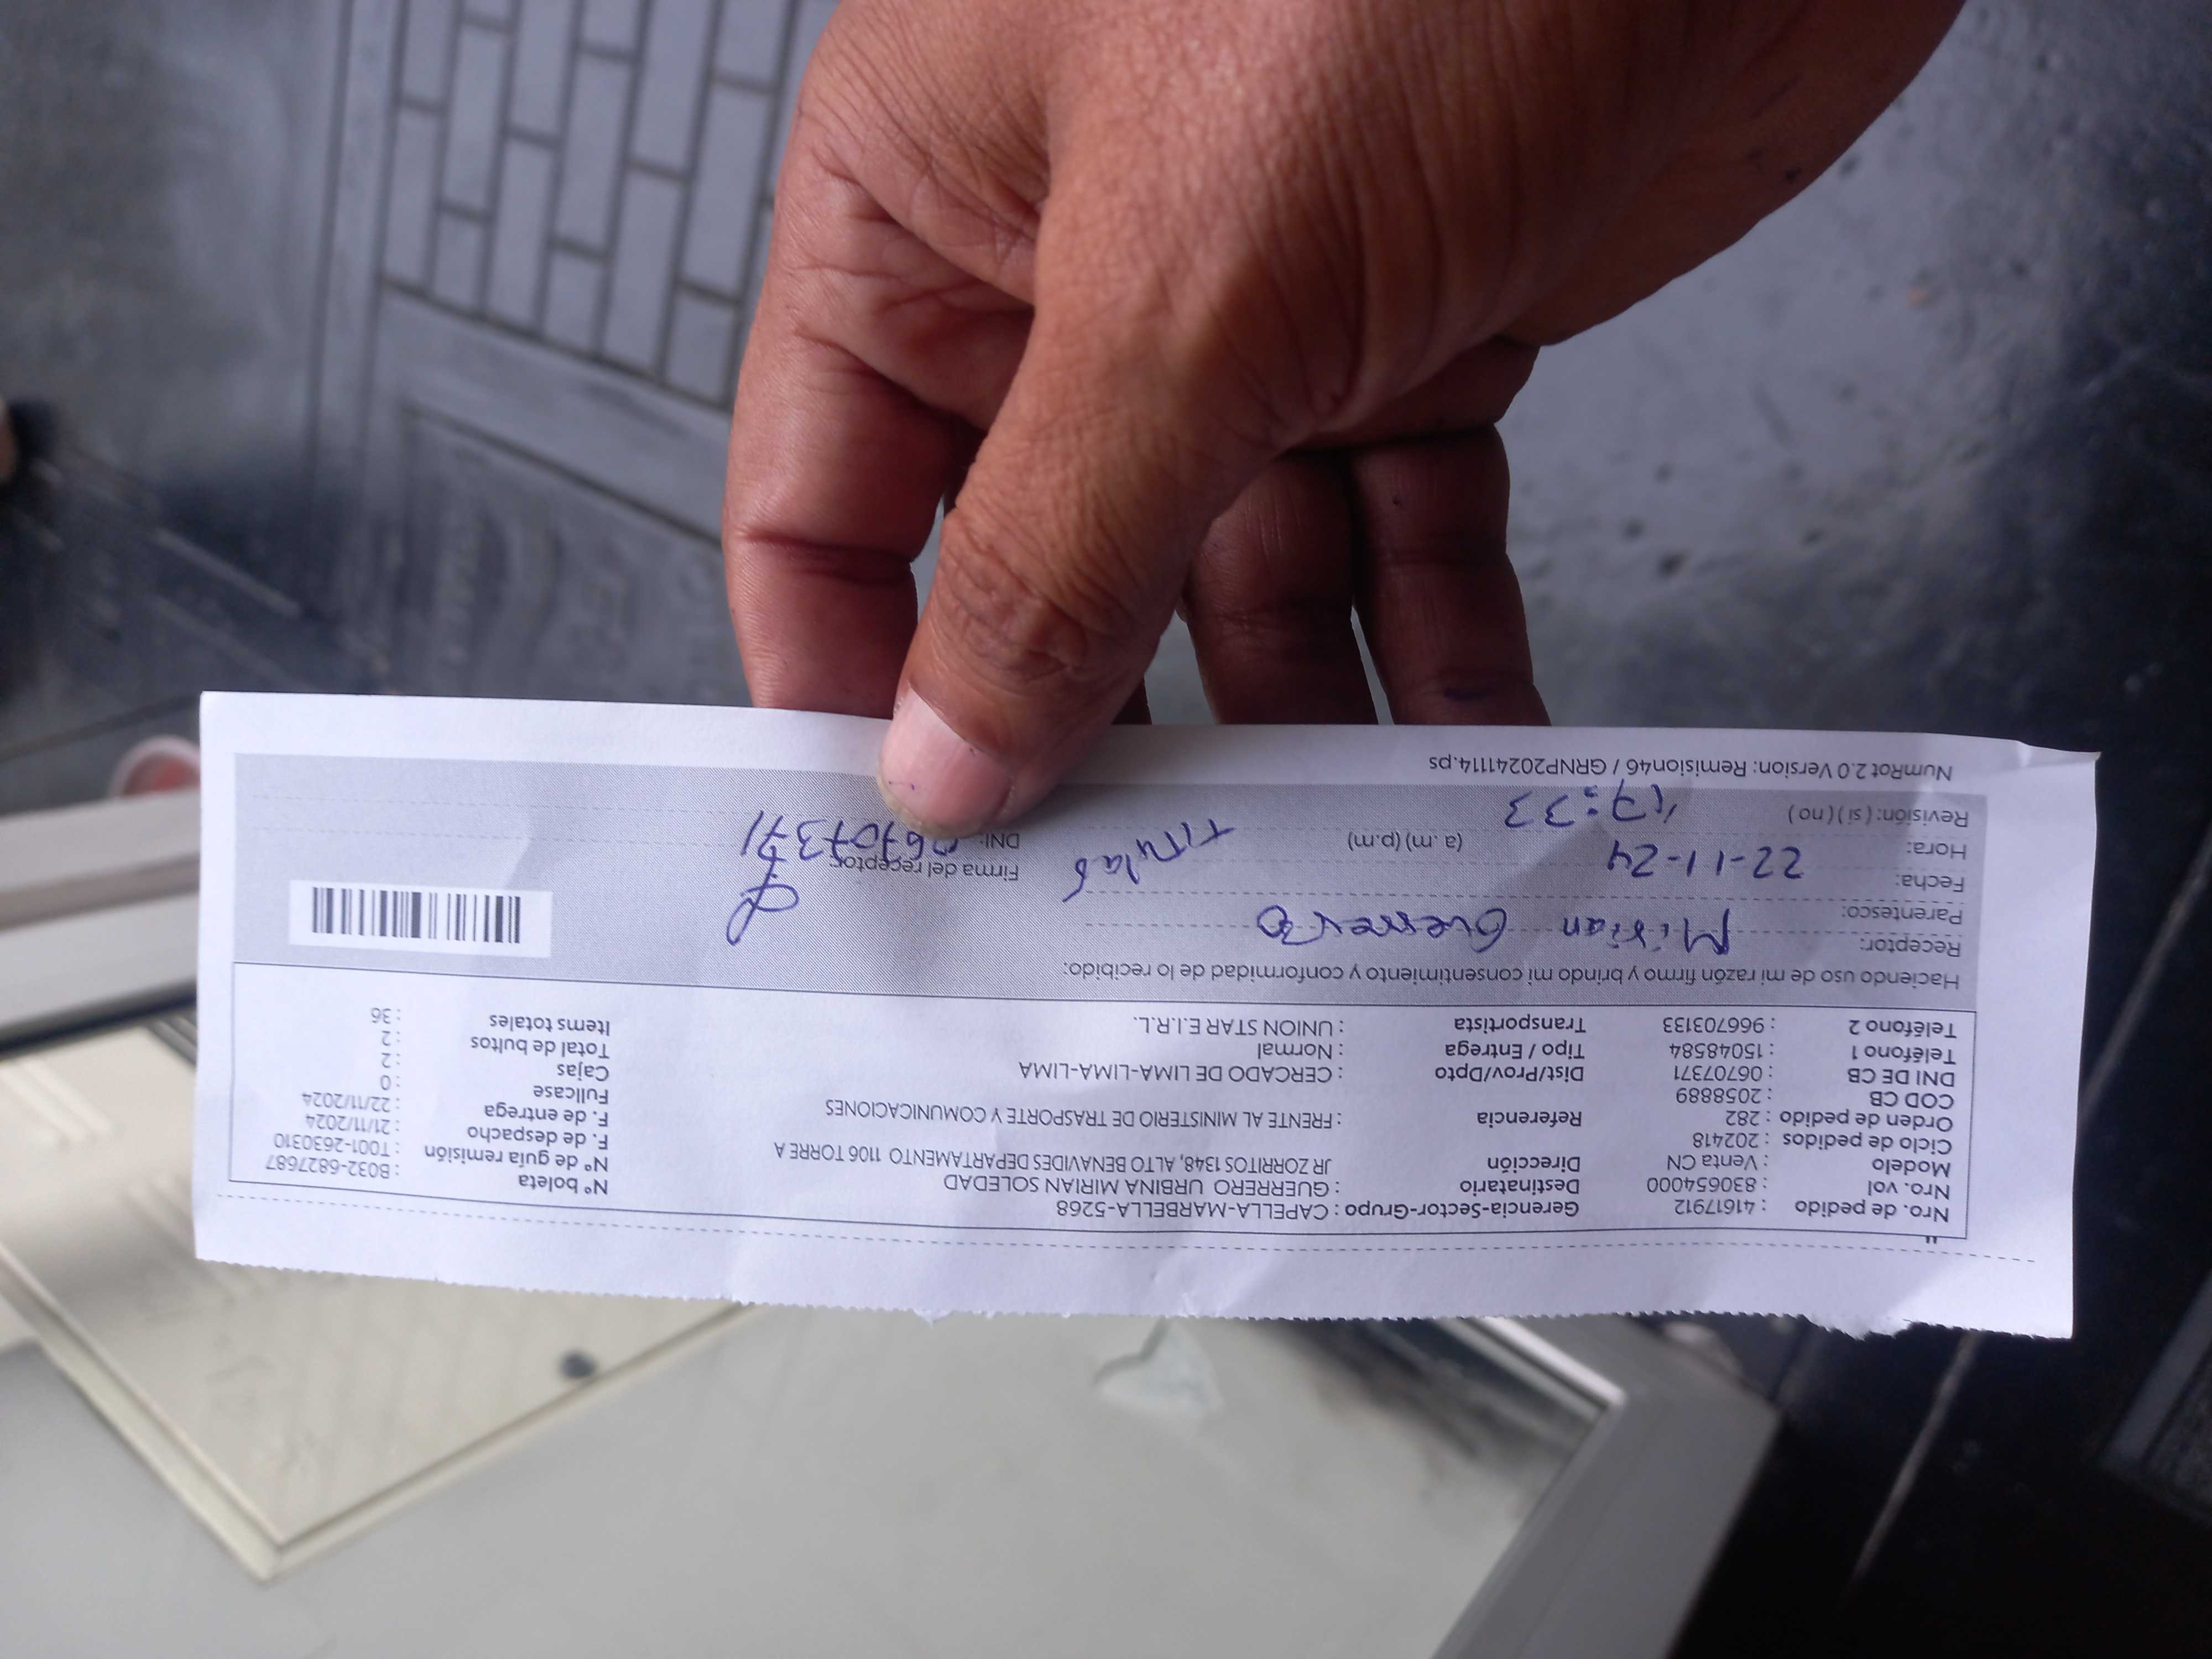 Nro. de pedido : 41617912 Gerencia-Sector-Grupo : CAPELLA-MARBELLA-5268 N° boleta : B032-6827687
Nro. vol : 830654000 Destinatario : GUERRERO URBINA MIRIAN SOLEDAD N° de guía remisión : T001-2630310
Modelo : Venta CN Dirección JR ZORRITOS 1348, ALTO BENAVIDES DEPARTAMENTO 1106 TORRE A F. de despacho : 21/11/2024
Ciclo de pedidos : 202418 F. de entrega : 22/11/2024
Orden de pedido : 282 Referencia : FRENTE AL MINISTERIO DE TRASPORTE Y COMUNICACIONES Fullcase : 0
COD CB : 2058889 Cajas : 2
DNI DE CB : 06707371 Dist/Prov/Dpto : CERCADO DE LIMA-LIMA-LIMA Total de bultos : 2
Teléfono 1 : 15048584 Tipo / Entrega : Normal Items totales : 36
Teléfono 2 : 966703133 Transportista : UNION STAR E.I.R.L.
Haciendo uso de mi razón firmo y brindo mi consentimiento y conformidad de lo recibido:
Receptor: Mirian Guerrero
Parentesco: Titular
Fecha: 22-11-24 Firma del receptor:
Hora: 17:33 (a. m) (p.m) DNI: 06707371
Revisión: ( si ) ( no )
NumRot 2.0 Version: Remision46 / GRNP20241114.ps